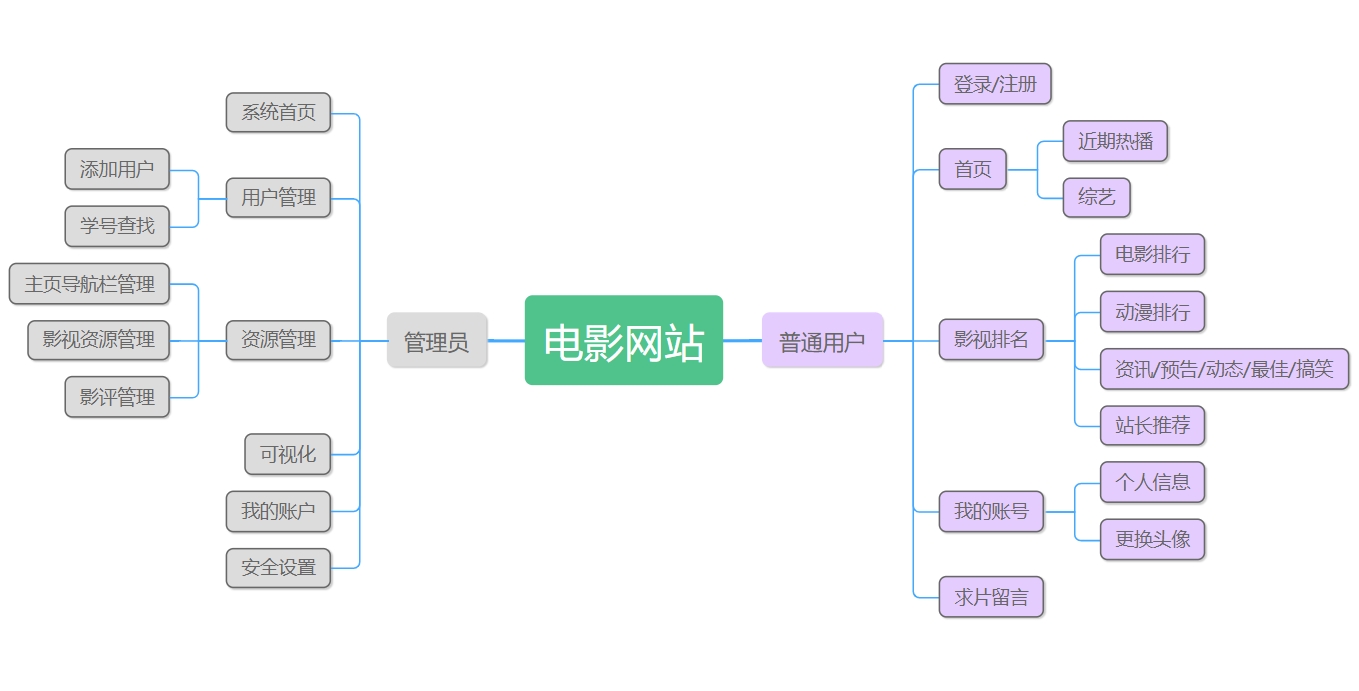 电影网站
管理员
系统首页
用户管理
添加用户
学号查找
资源管理
主页导航栏管理
影视资源管理
影评管理
可视化
我的账户
安全设置
普通用户
登录/注册
首页
近期热播
综艺
影视排名
电影排行
动漫排行
资讯/预告/动态/最佳/搞笑
站长推荐
我的账号
个人信息
更换头像
求片留言